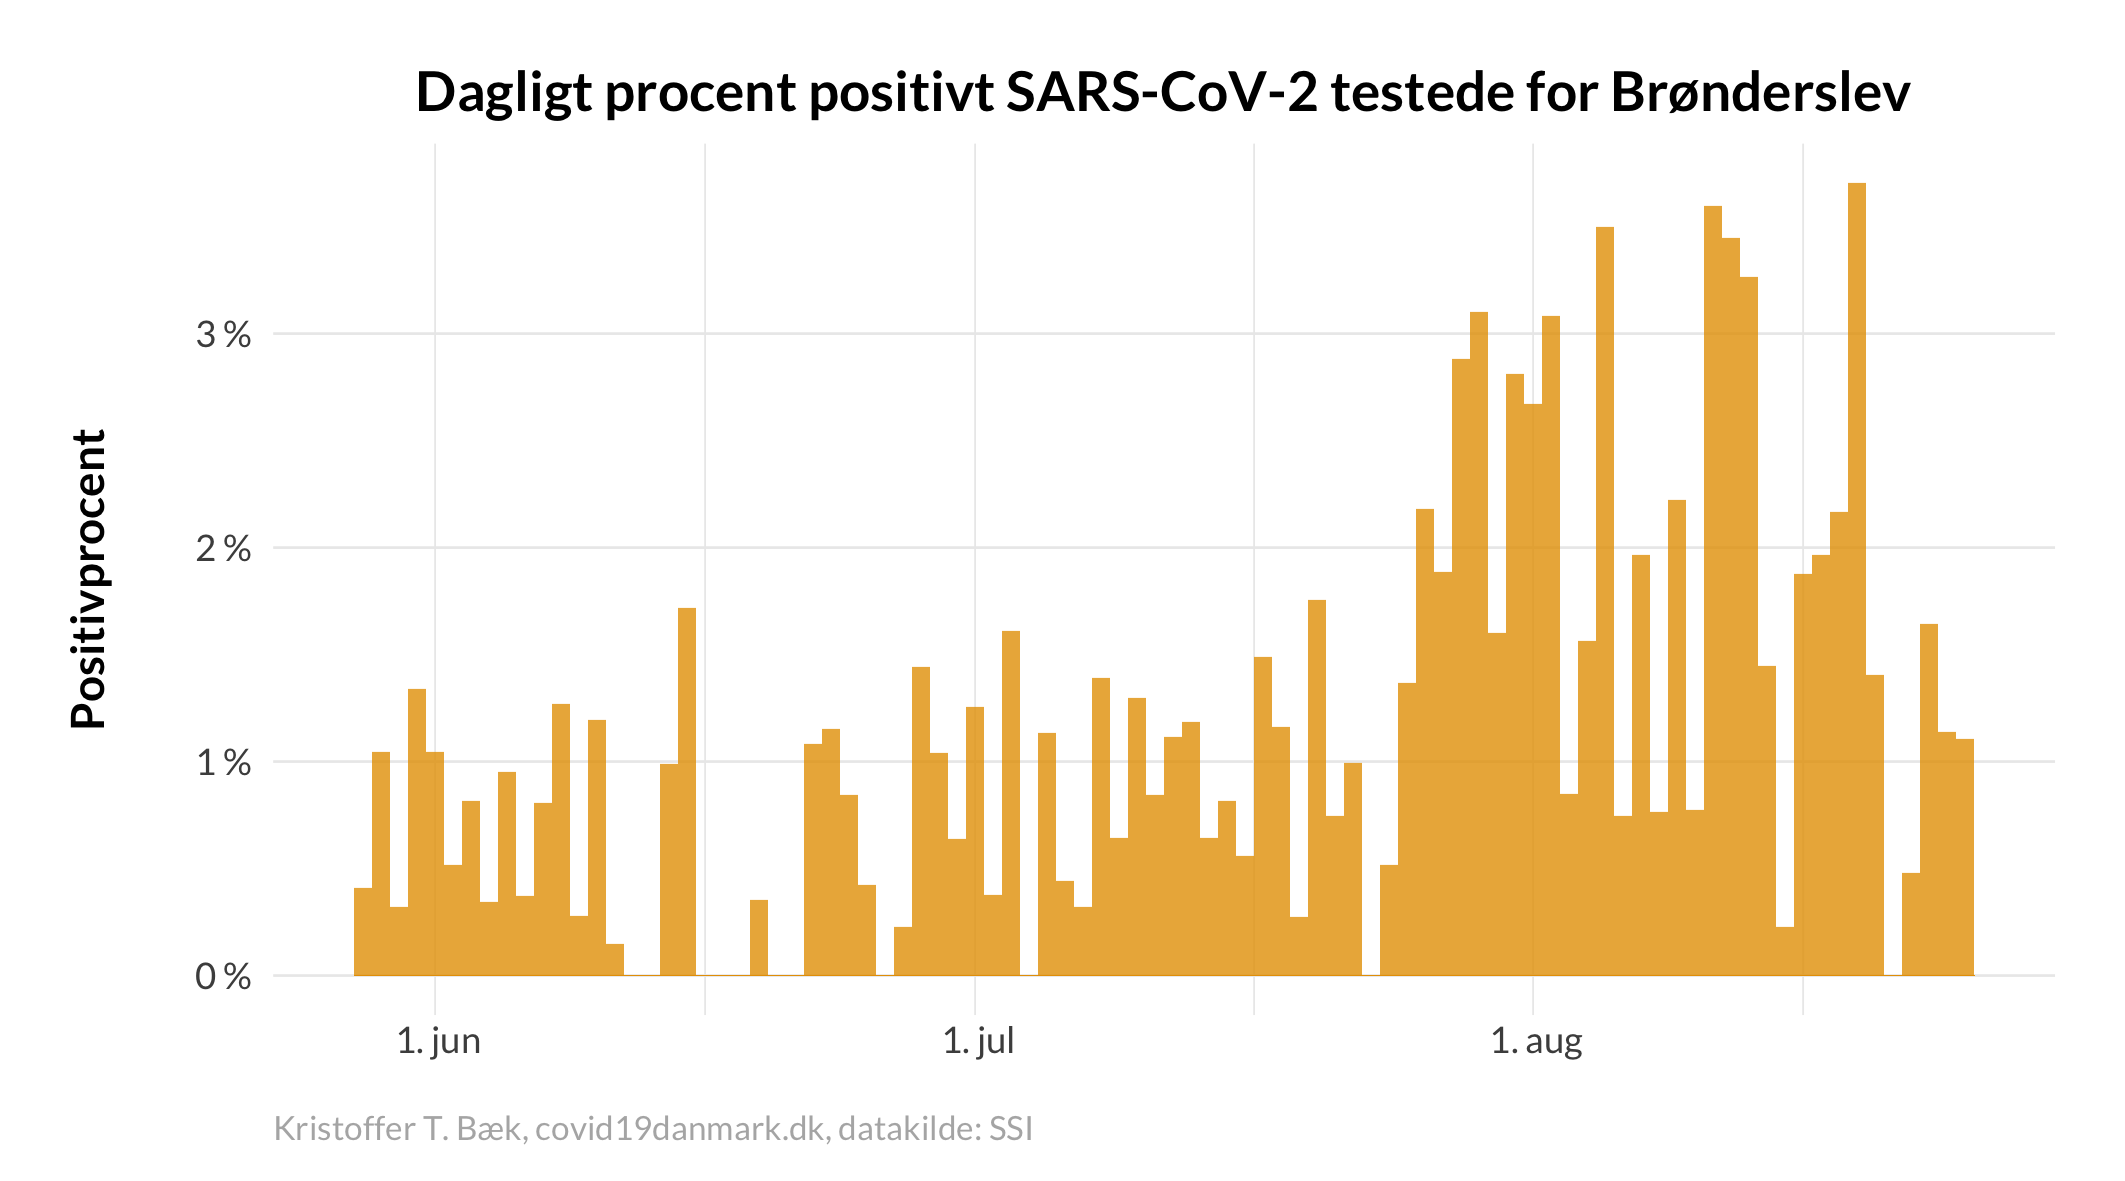 Dagligt procent positivt SARS-CoV-2 testede for Brønderslev
Positivprocent
3 %
2 %
1 %
0 %
1. jun
1. jul
1. aug
Kristoffer T. Bæk, covid19danmark.dk, datakilde: SSI